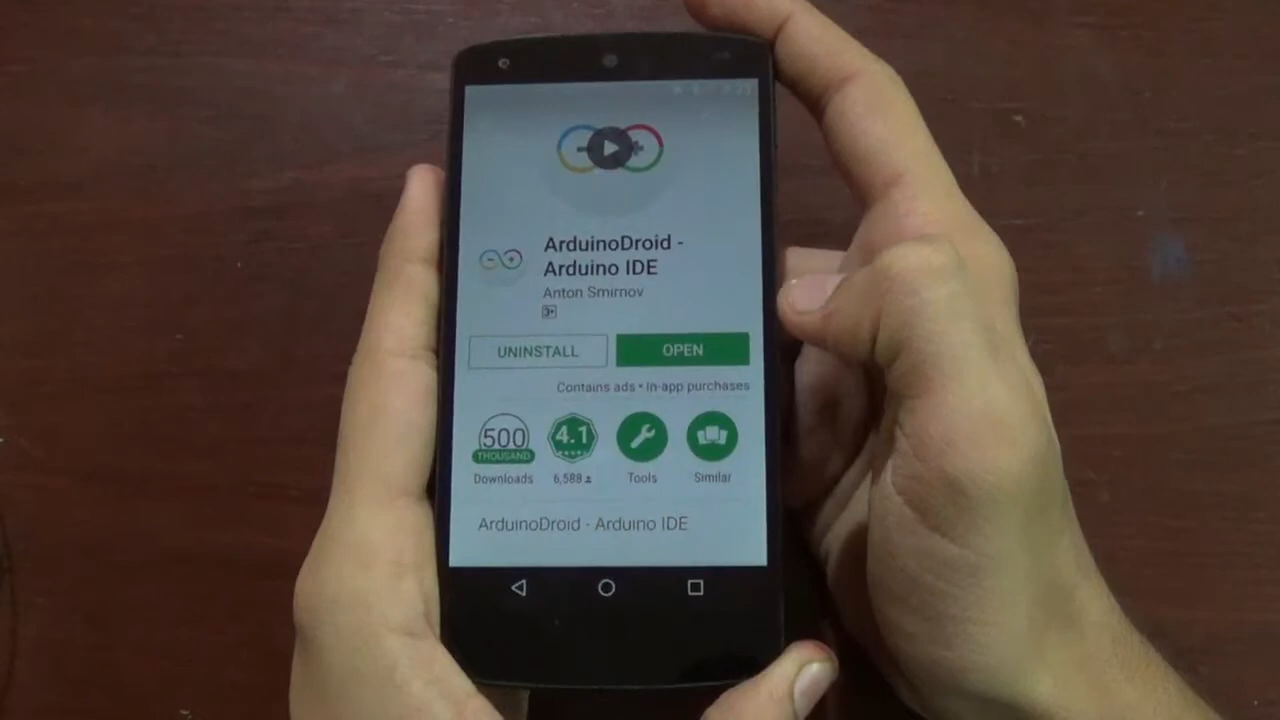 ArduinoDroid -
Arduino IDE
Anton Smirnov
3+
UNINSTALL
OPEN
Contains ads • In-app purchases
500
THOUSAND
Downloads
4.1
6,588
Tools
Similar
ArduinoDroid - Arduino IDE